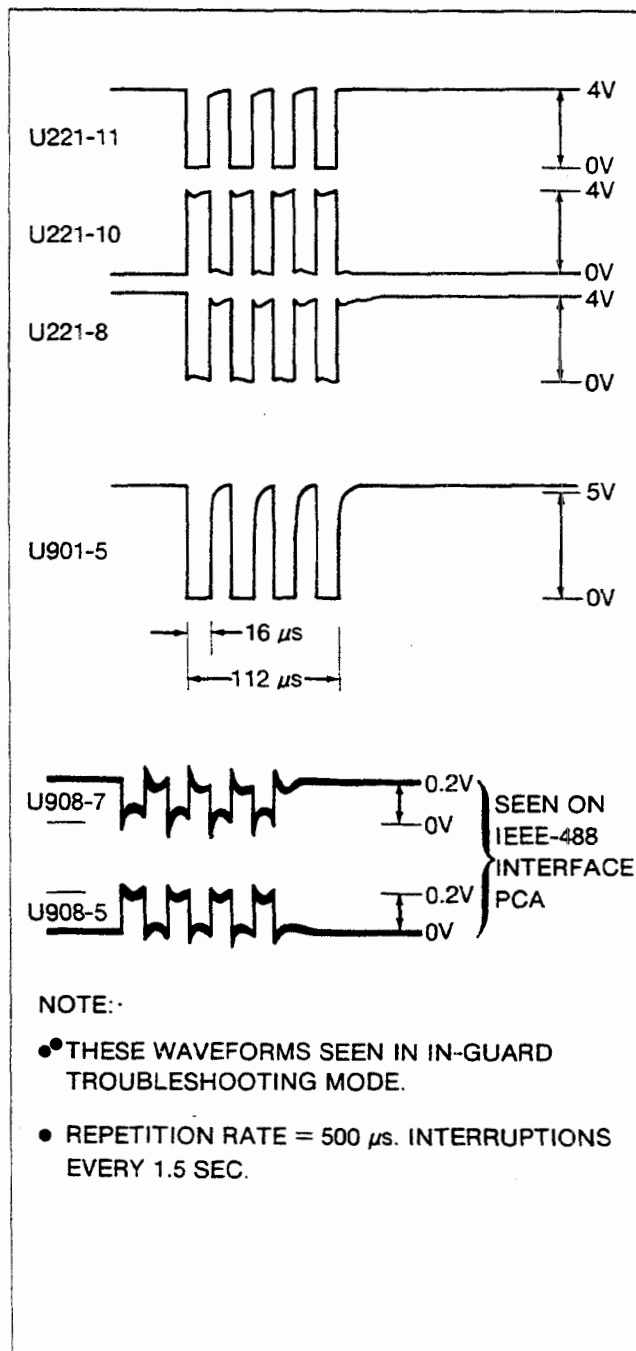 U221-11
4V
0V
U221-10
4V
0V
U221-8
4V
0V
U901-5
5V
0V
16 μs
112 μs
U908-7
0.2V
0V
U908-5
0.2V
0V
SEEN ON
IEEE-488
INTERFACE
PCA
NOTE:
● THESE WAVEFORMS SEEN IN IN-GUARD
TROUBLESHOOTING MODE.
● REPETITION RATE = 500 μs. INTERRUPTIONS
EVERY 1.5 SEC.